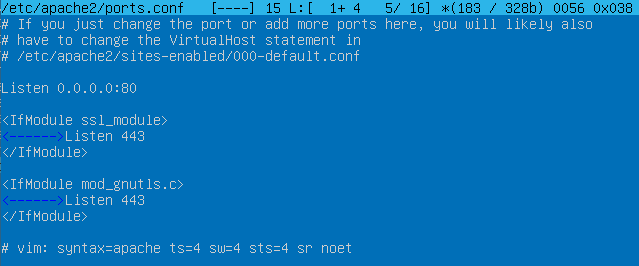 /etc/apache2/ports.conf [----] 15 L:[ 1+ 4 5/ 16] *(183 / 328b) 0056 0x038
# If you just change the port or add more ports here, you will likely also
# have to change the VirtualHost statement in
# /etc/apache2/sites-enabled/000-default.conf
Listen 0.0.0.0:80
<IfModule ssl_module>
<------>Listen 443
</IfModule>
<IfModule mod_gnutls.c>
<------>Listen 443
</IfModule>
# vim: syntax=apache ts=4 sw=4 sts=4 sr noet